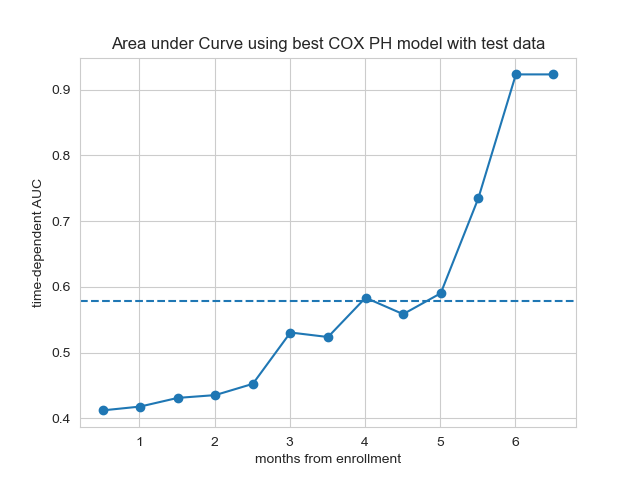 Area under Curve using best COX PH model with test data
time-dependent AUC
0.9
0.8
0.7
0.6
0.5
0.4
1 2 3 4 5 6
months from enrollment